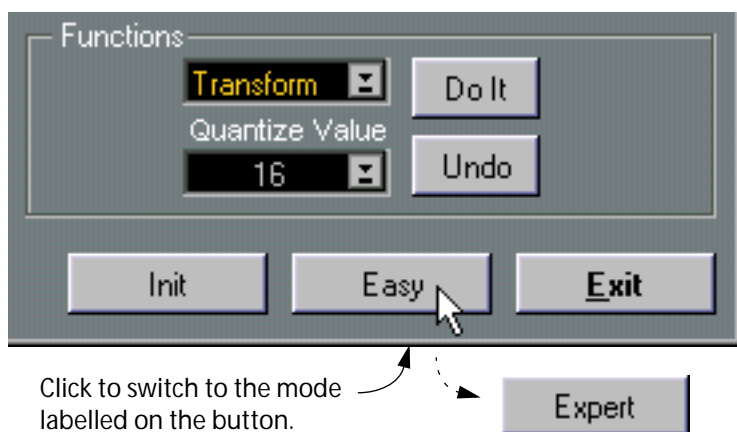 Functions
Transform
Do It
Quantize Value
16
Undo
Init
Easy
Exit
Click to switch to the mode
labelled on the button.
Expert